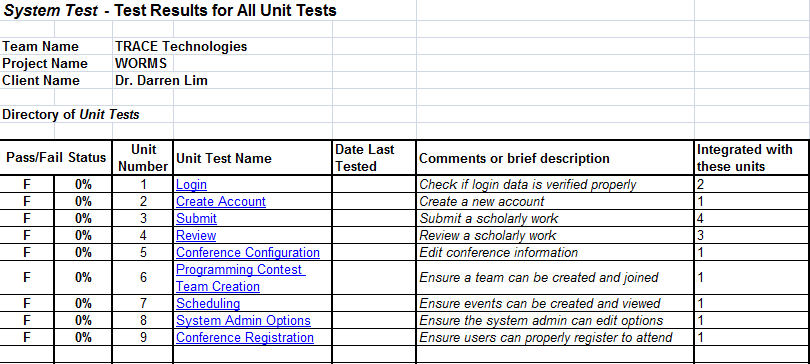 System Test - Test Results for All Unit Tests
Team Name TRACE Technologies
Project Name WORMS
Client Name Dr. Darren Lim
Directory of Unit Tests
Pass/Fail Status Unit Number Unit Test Name Date Last Tested Comments or brief description Integrated with these units
F 0% 1 Login Check if login data is verified properly 2
F 0% 2 Create Account Create a new account 1
F 0% 3 Submit Submit a scholarly work 4
F 0% 4 Review Review a scholarly work 3
F 0% 5 Conference Configuration Edit conference information 1
F 0% 6 Programming Contest Team Creation Ensure a team can be created and joined 1
F 0% 7 Scheduling Ensure events can be created and viewed 1
F 0% 8 System Admin Options Ensure the system admin can edit options 1
F 0% 9 Conference Registration Ensure users can properly register to attend 1